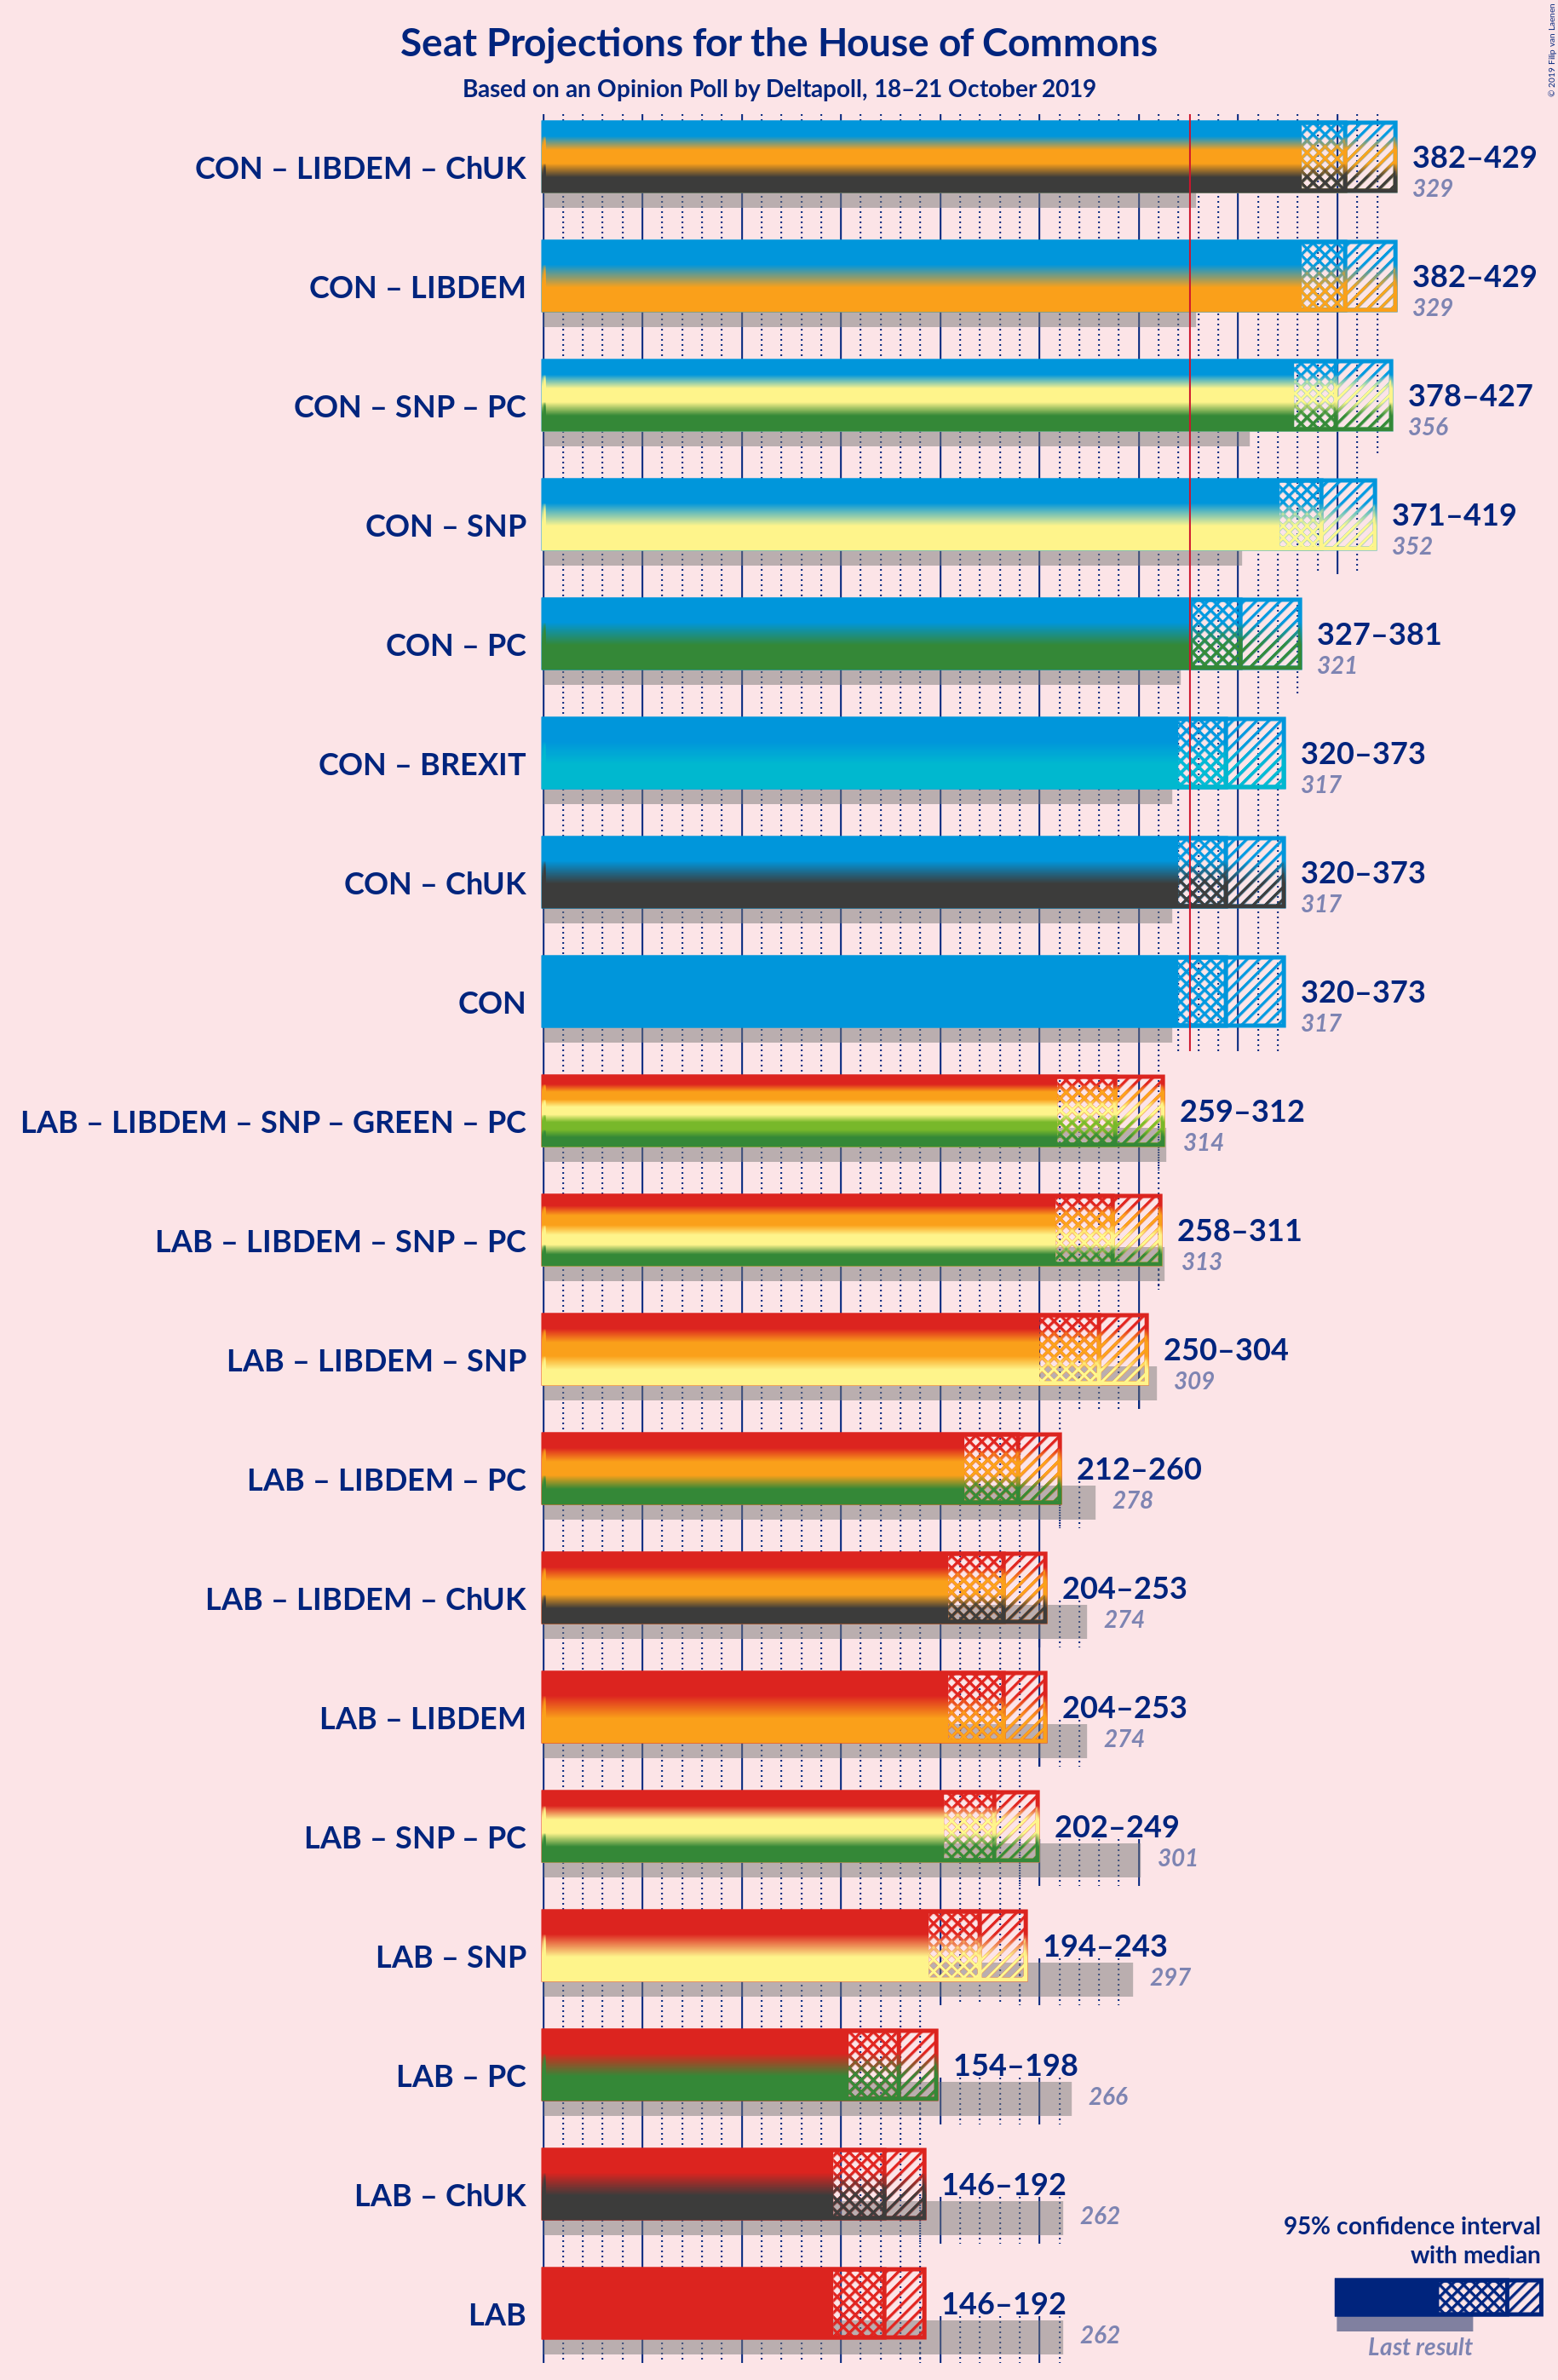 Seat Projections for the House of Commons
Based on an Opinion Poll by Deltapoll, 18–21 October 2019
© 2019 Filip van Laenen
CON – LIBDEM – ChUK
382–429
329
CON – LIBDEM
382–429
329
CON – SNP – PC
378–427
356
CON – SNP
371–419
352
CON – PC
327–381
321
CON – BREXIT
320–373
317
CON – ChUK
320–373
317
CON
320–373
317
LAB – LIBDEM – SNP – GREEN – PC
259–312
314
LAB – LIBDEM – SNP – PC
258–311
313
LAB – LIBDEM – SNP
250–304
309
LAB – LIBDEM – PC
212–260
278
LAB – LIBDEM – ChUK
204–253
274
LAB – LIBDEM
204–253
274
LAB – SNP – PC
202–249
301
LAB – SNP
194–243
297
LAB – PC
154–198
266
LAB – ChUK
146–192
262
LAB
146–192
262
95% confidence interval
with median
Last result